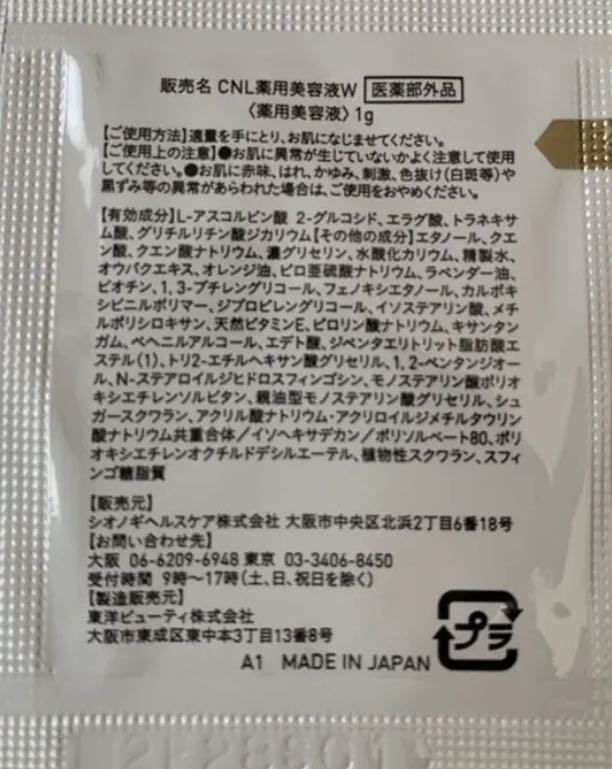 販売名 CNL薬用美容液W 医薬部外品
〈薬用美容液〉1g
【ご使用方法】適量を手にとり、お肌になじませてください。
【ご使用上の注意】●お肌に異常が生じていないかよく注意して使用
してください。●お肌に赤味、はれ、かゆみ、刺激、色抜け(白斑等)や
黒ずみ等の異常があらわれた場合は、ご使用をおやめください。
【有効成分】L-アスコルビン酸 2-グルコシド、エラグ酸、トラネキサ
ム酸、グリチルリチン酸ジカリウム【その他の成分】エタノール、クエ
ン酸、クエン酸ナトリウム、濃グリセリン、水酸化カリウム、精製水、
オウバクエキス、オレンジ油、ピロ亜硫酸ナトリウム、ラベンダー油、
ビオチン、1,3-ブチレングリコール、フェノキシエタノール、カルボキ
シビニルポリマー、ジプロピレングリコール、イソステアリン酸、メチ
ルポリシロキサン、天然ビタミンE、ピロリン酸ナトリウム、キサンタン
ガム、ベヘニルアルコール、エデト酸、ジペンタエリトリット脂肪酸エ
ステル(1)、トリ2-エチルヘキサン酸グリセリル、1,2-ペンタンジオー
ル、N-ステアロイルジヒドロスフィンゴシン、モノステアリン酸ポリオ
キシエチレンソルビタン、親油型モノステアリン酸グリセリル、シュ
ガースクワラン、アクリル酸ナトリウム・アクリロイルジメチルタウリン
酸ナトリウム共重合体/イソヘキサデカン/ポリソルベート80、ポリ
オキシエチレンオクチルドデシルエーテル、植物性スクワラン、スフィ
ンゴ糖脂質
【販売元】
シオノギヘルスケア株式会社 大阪市中央区北浜2丁目6番18号
【お問い合わせ先】
大阪 06-6209-6948 東京 03-3406-8450
受付時間 9時〜17時(土、日、祝日を除く)
【製造販売元】
東洋ビューティ株式会社
大阪市東成区東中本3丁目13番8号
プラ
A1 MADE IN JAPAN